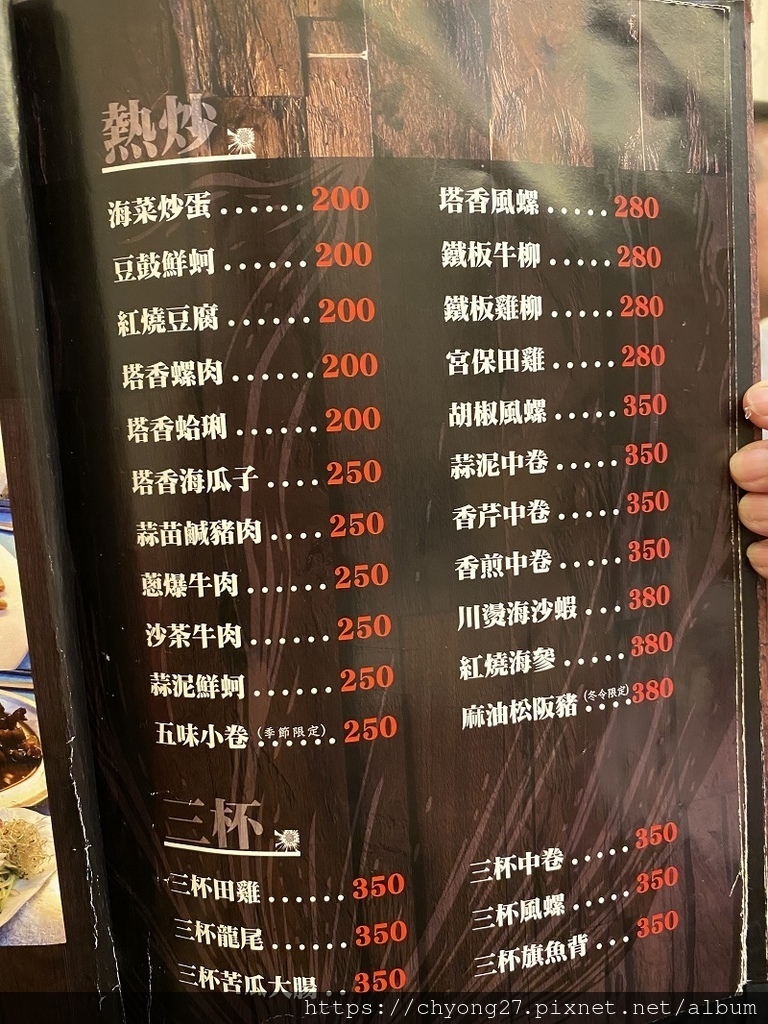 熱炒
海菜炒蛋......200
豆鼓鮮蚵......200
紅燒豆腐......200
塔香螺肉......200
塔香蛤琍......200
塔香海瓜子....250
蒜苗鹹豬肉....250
蔥爆牛肉......250
沙茶牛肉......250
蒜泥鮮蚵......250
五味小卷(季節限定)......250
塔香風螺.....280
鐵板牛柳.....280
鐵板雞柳.....280
宮保田雞.....280
胡椒風螺.....350
蒜泥中卷.....350
香芹中卷.....350
香煎中卷.....350
川燙海沙蝦...380
紅燒海參.....380
麻油松阪豬(冬令限定)....380
三杯
三杯田雞......350
三杯龍尾......350
三杯苦瓜大腸..350
三杯中卷.....350
三杯風螺.....350
三杯旗魚背...350
https://chyong27.pixnet.net/album